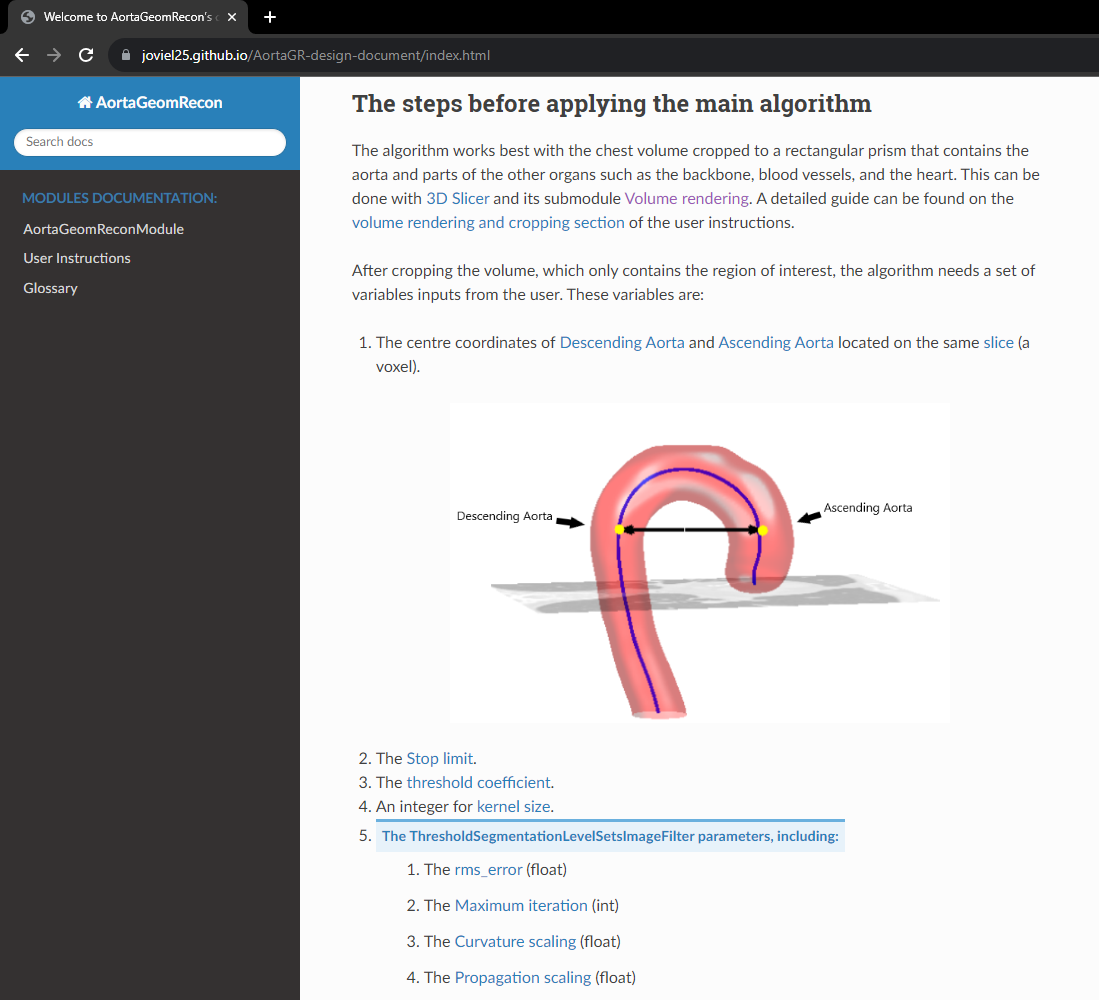 Welcome to AortaGeomRecon's
joviel25.github.io/AortaGR-design-document/index.html
AortaGeomRecon
Search docs
MODULES DOCUMENTATION:
AortaGeomReconModule
User Instructions
Glossary
The steps before applying the main algorithm
The algorithm works best with the chest volume cropped to a rectangular prism that contains the
aorta and parts of the other organs such as the backbone, blood vessels, and the heart. This can be
done with 3D Slicer and its submodule Volume rendering. A detailed guide can be found on the
volume rendering and cropping section of the user instructions.
After cropping the volume, which only contains the region of interest, the algorithm needs a set of
variables inputs from the user. These variables are:
1. The centre coordinates of Descending Aorta and Ascending Aorta located on the same slice (a
voxel).
Descending Aorta
Ascending Aorta
2. The Stop limit.
3. The threshold coefficient.
4. An integer for kernel size.
5. The ThresholdSegmentationLevelSetsImageFilter parameters, including:
1. The rms_error (float)
2. The Maximum iteration (int)
3. The Curvature scaling (float)
4. The Propagation scaling (float)